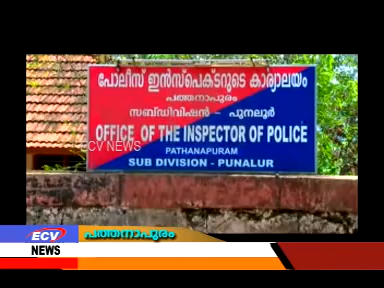 പോലീസ് ഇൻസ്പെക്ടറുടെ കാര്യാലയം
പത്തനാപുരം
സബ്ഡിവിഷൻ - പുനലൂർ
OFFICE OF THE INSPECTOR OF POLICE
PATHANAPURAM
SUB DIVISION - PUNALUR
ECV NEWS
ECV
NEWS
പത്തനാപുരം